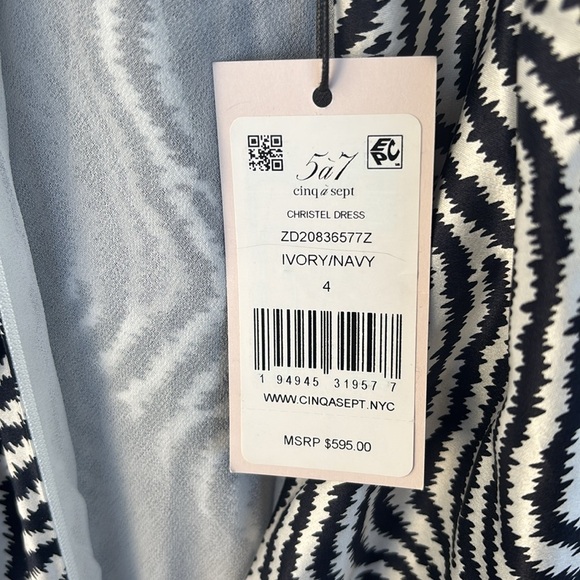 5à7
EPC
cinq à sept
CHRISTEL DRESS
ZD20836577Z
IVORY/NAVY
4
1 94945 31957 7
WWW.CINQASEPT.NYC
MSRP $595.00